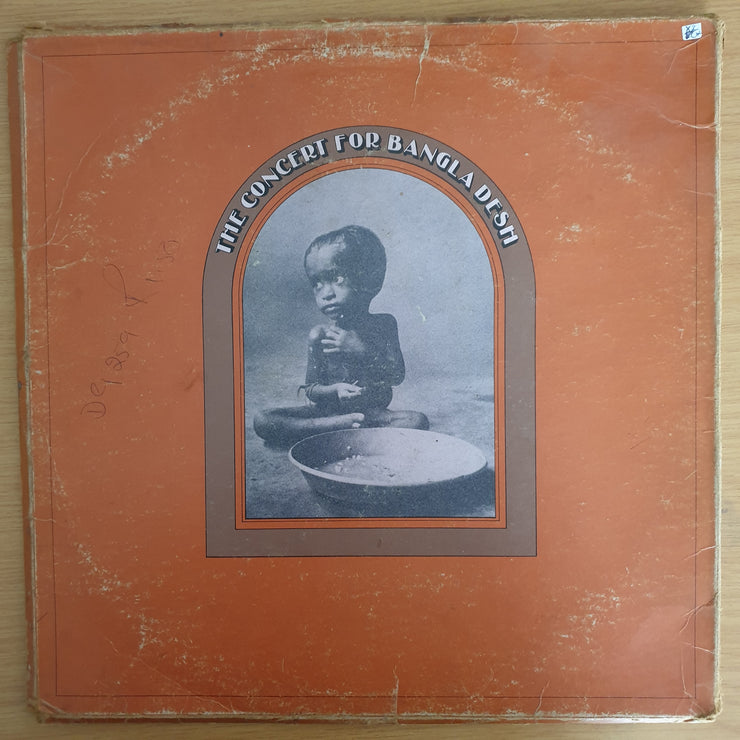 THE CONCERT FOR BANGLA DESH